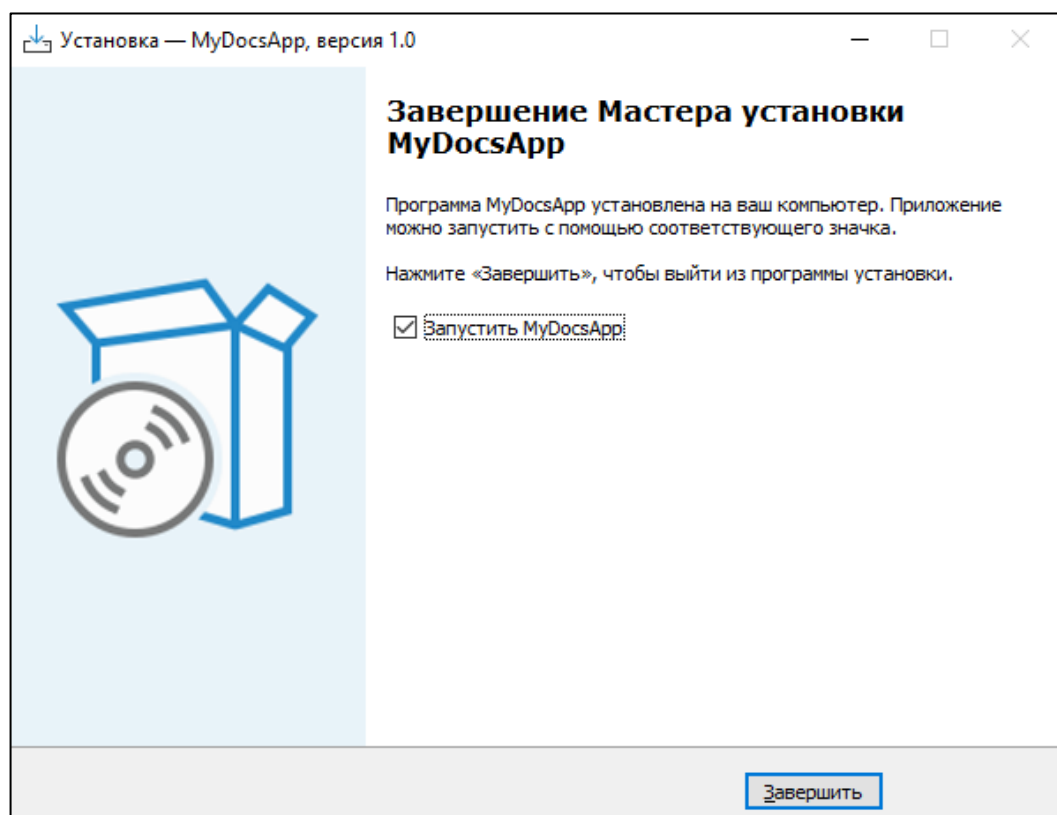 Установка — MyDocsApp, версия 1.0
Завершение Мастера установки
MyDocsApp
Программа MyDocsApp установлена на ваш компьютер. Приложение
можно запустить с помощью соответствующего значка.
Нажмите «Завершить», чтобы выйти из программы установки.
Запустить MyDocsApp
Завершить